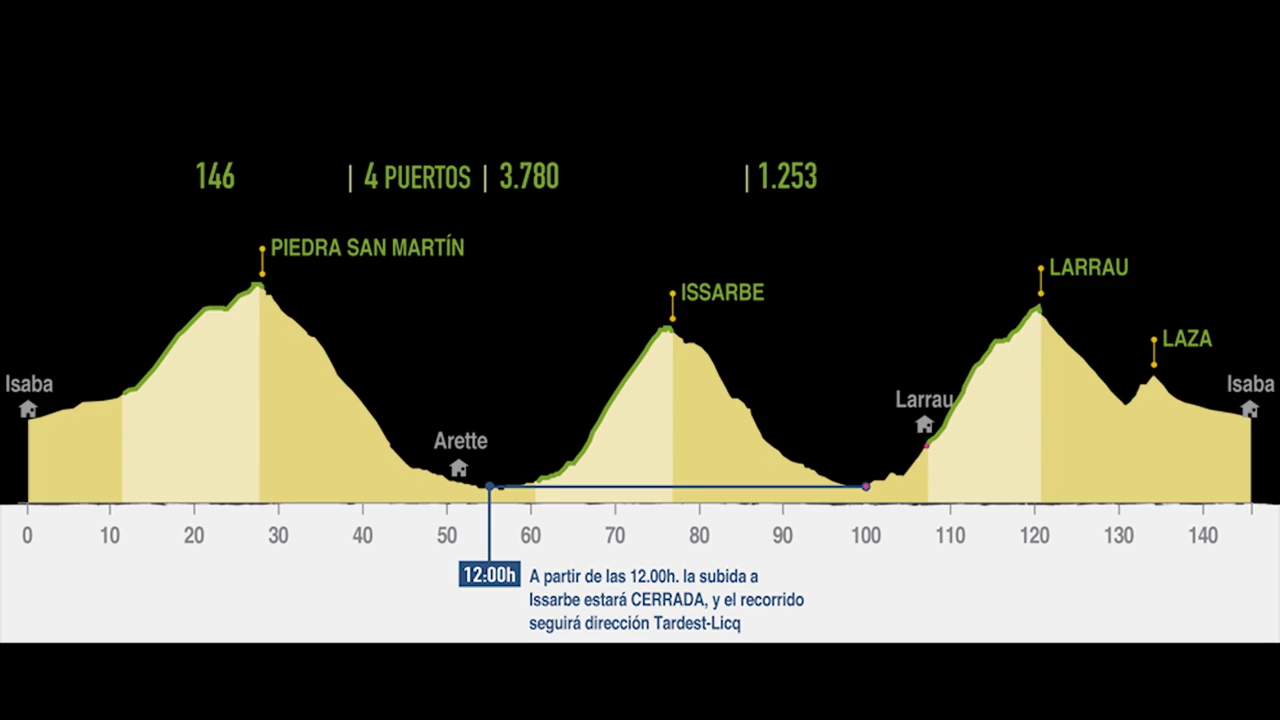 146 | 4 PUERTOS | 3.780 | 1.253
PIEDRA SAN MARTÍN
LARRAU
ISSARBE
LAZA
Isaba
Isaba
Larrau
Arette
0 10 20 30 40 50 60 70 80 90 100 110 120 130 140
12:00h
A partir de las 12.00h. la subida a
Issarbe estará CERRADA, y el recorrido
seguirá dirección Tardest-Licq